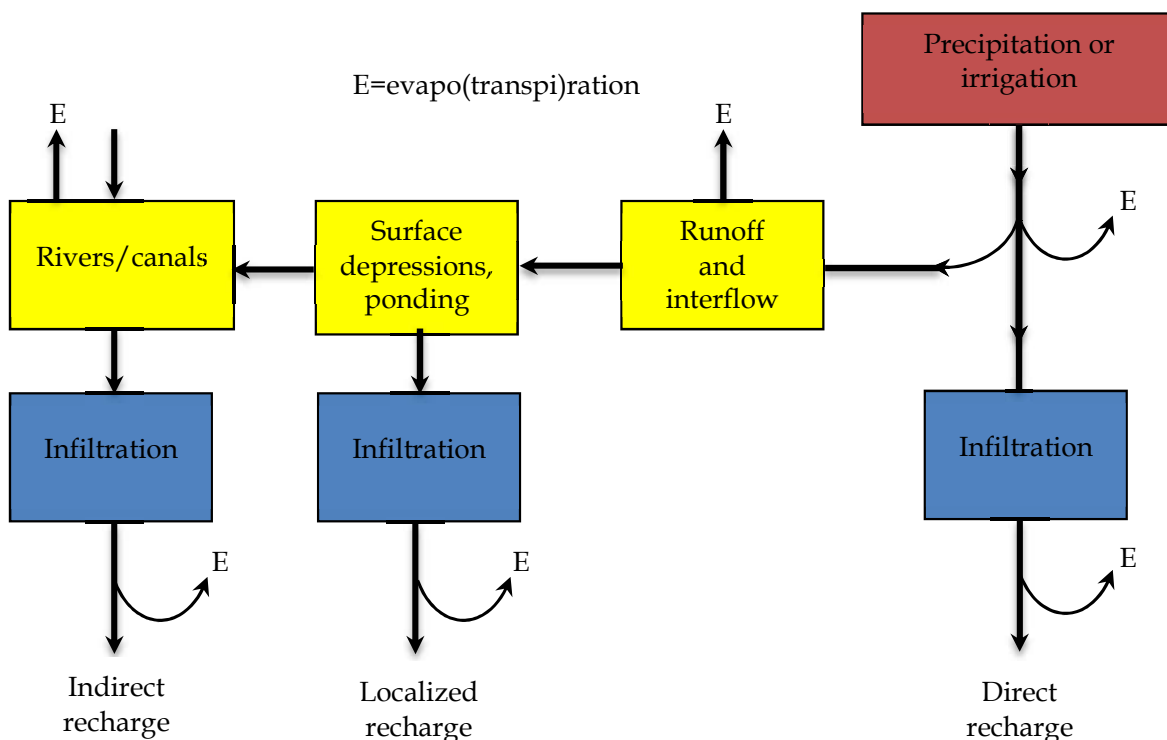 Precipitation or
irrigation
E=evapo(transpi)ration
E
E
E
Rivers/canals
Surface
depressions,
ponding
Runoff
and
interflow
Infiltration
Infiltration
Infiltration
E
E
E
Indirect
recharge
Localized
recharge
Direct
recharge